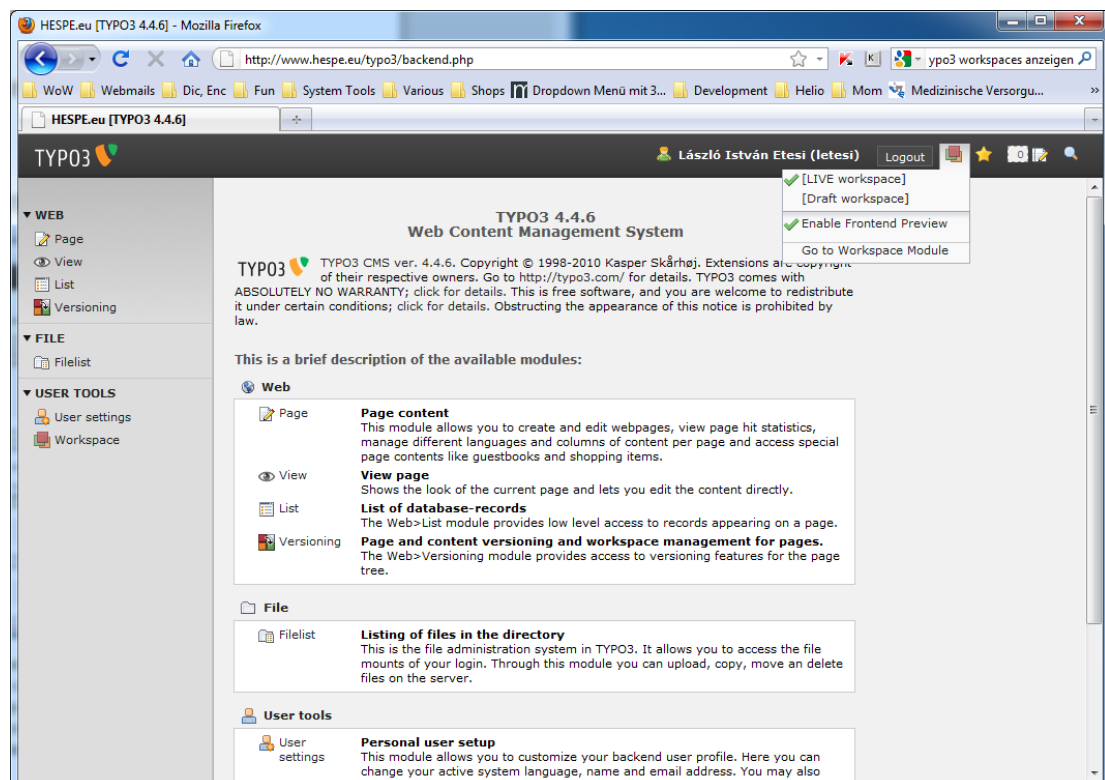 HESPE.eu [TYPO3 4.4.6] - Mozilla Firefox
http://www.hespe.eu/typo3/backend.php
ypo3 workspaces anzeigen
WoW Webmails Dic, Enc Fun System Tools Various Shops Dropdown Menü mit 3... Development Helio Mom Medizinische Versorgu... »
HESPE.eu [TYPO3 4.4.6]
TYPO3 László István Etesi (letesi) Logout 0
[LIVE workspace]
[Draft workspace]
Enable Frontend Preview
Go to Workspace Module
WEB
Page
View
List
Versioning
FILE
Filelist
USER TOOLS
User settings
Workspace
TYPO3 4.4.6
Web Content Management System
TYPO3 TYPO3 CMS ver. 4.4.6. Copyright © 1998-2010 Kasper Skårhøj. Extensions are copyright
of their respective owners. Go to http://typo3.com/ for details. TYPO3 comes with
ABSOLUTELY NO WARRANTY; click for details. This is free software, and you are welcome to redistribute
it under certain conditions; click for details. Obstructing the appearance of this notice is prohibited by
law.
This is a brief description of the available modules:
Web
Page Page content
This module allows you to create and edit webpages, view page hit statistics,
manage different languages and columns of content per page and access special
page contents like guestbooks and shopping items.
View View page
Shows the look of the current page and lets you edit the content directly.
List List of database-records
The Web>List module provides low level access to records appearing on a page.
Versioning Page and content versioning and workspace management for pages.
The Web>Versioning module provides access to versioning features for the page
tree.
File
Filelist Listing of files in the directory
This is the file administration system in TYPO3. It allows you to access the file
mounts of your login. Through this module you can upload, copy, move an delete
files on the server.
User tools
User Personal user setup
settings This module allows you to customize your backend user profile. Here you can
change your active system language, name and email address. You may also